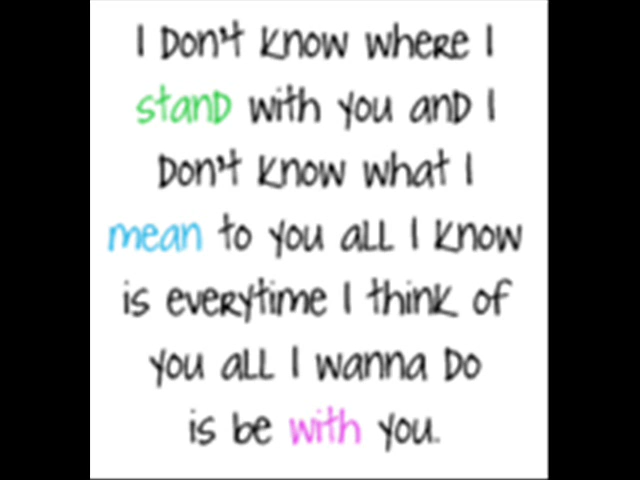 I Don't know where I
stand with you and I
Don't know what I
mean to you all I know
is everytime I think of
you all I wanna Do
is be with you.